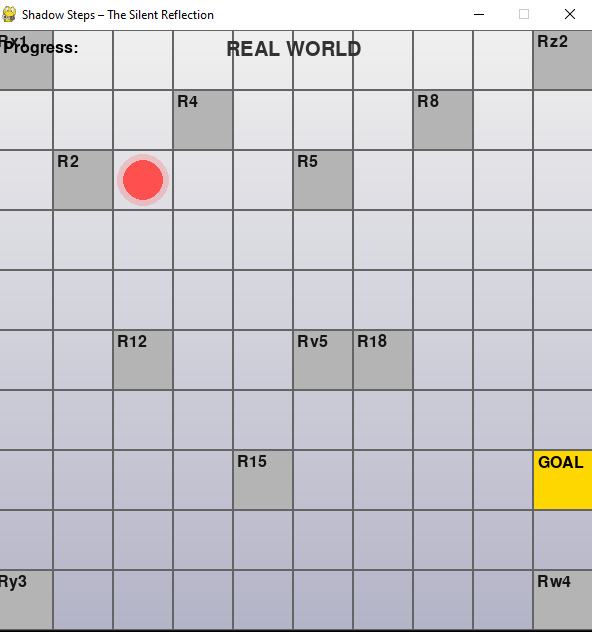 Shadow Steps – The Silent Reflection
Rx1
Progress:
REAL WORLD
Rz2
R4
R8
R2
R5
R12
Rv5
R18
R15
GOAL
Ry3
Rw4